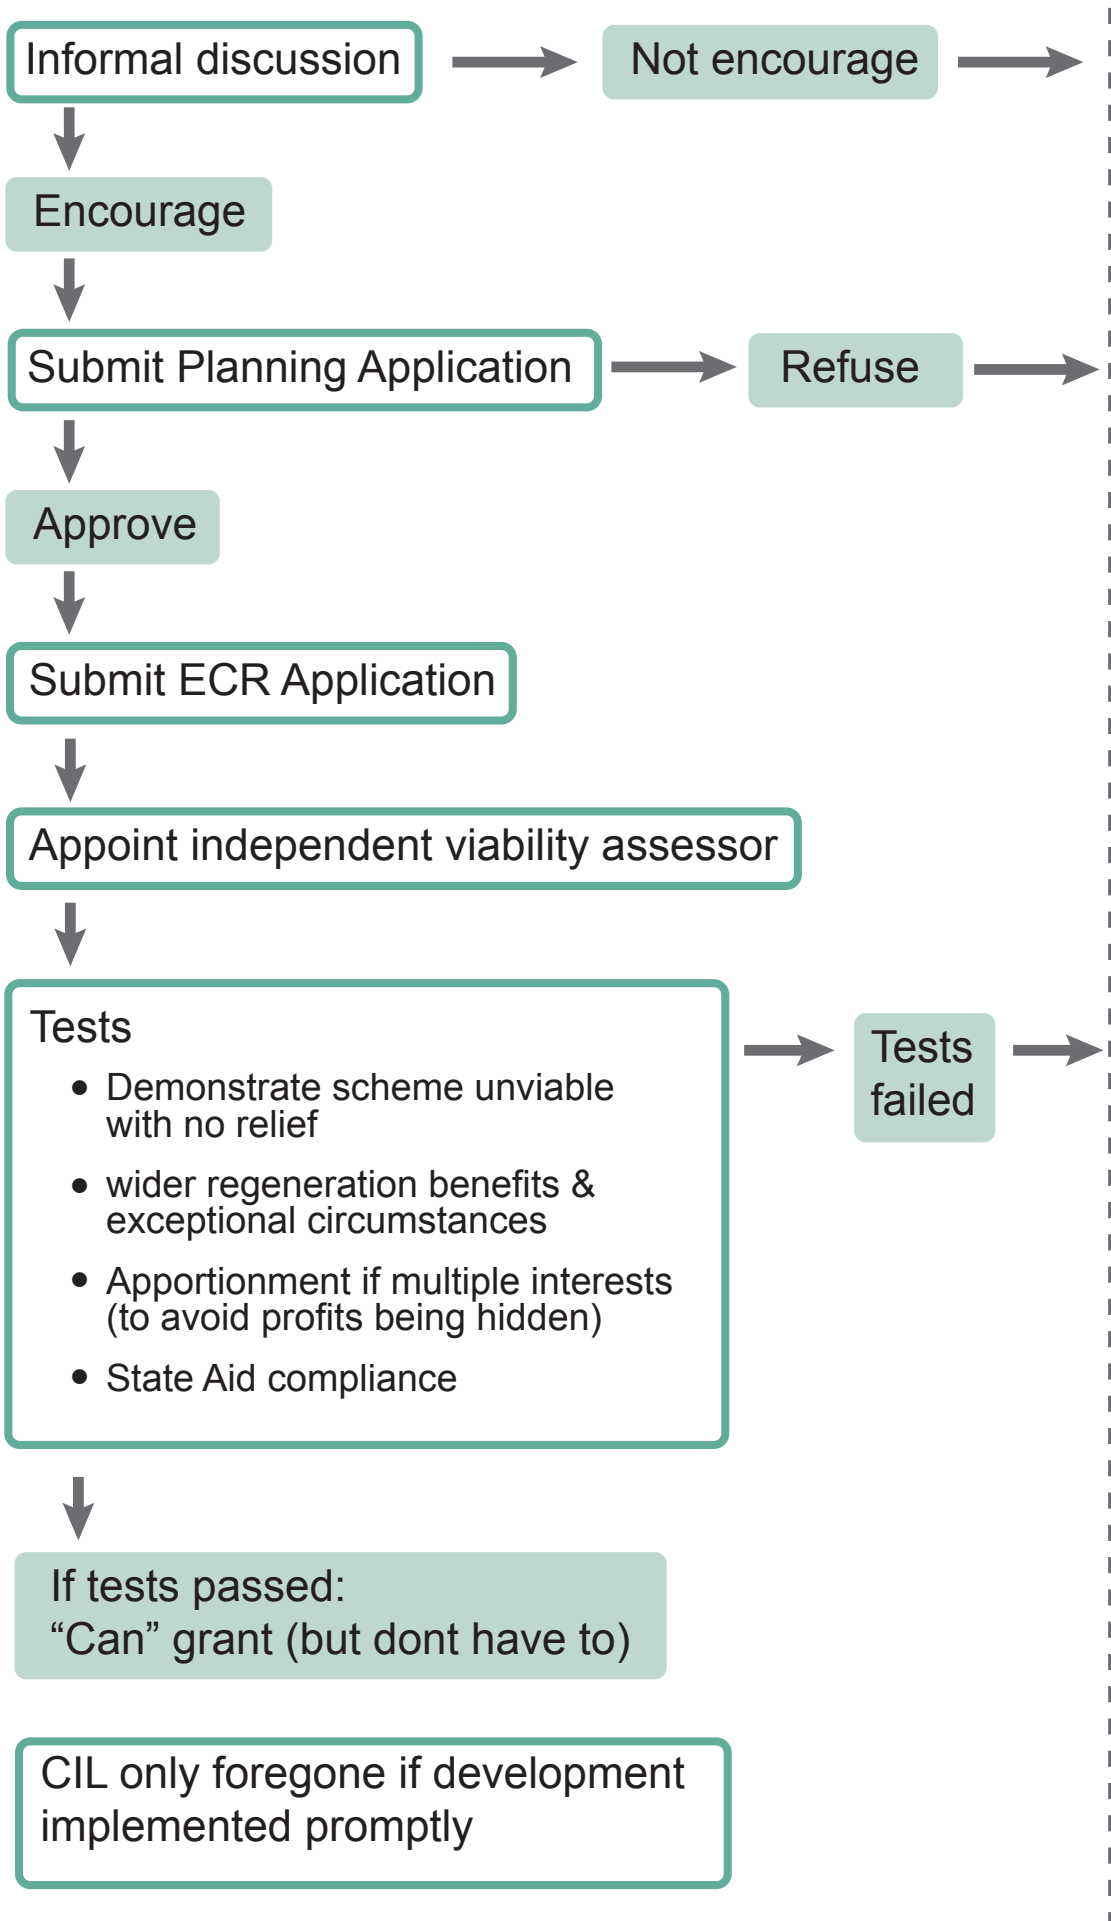 Informal discussion
Not encourage
Encourage
Submit Planning Application
Refuse
Approve
Submit ECR Application
Appoint independent viability assessor
Tests
• Demonstrate scheme unviable
with no relief
• wider regeneration benefits &
exceptional circumstances
• Apportionment if multiple interests
(to avoid profits being hidden)
• State Aid compliance
Tests
failed
If tests passed:
“Can” grant (but dont have to)
CIL only foregone if development
implemented promptly